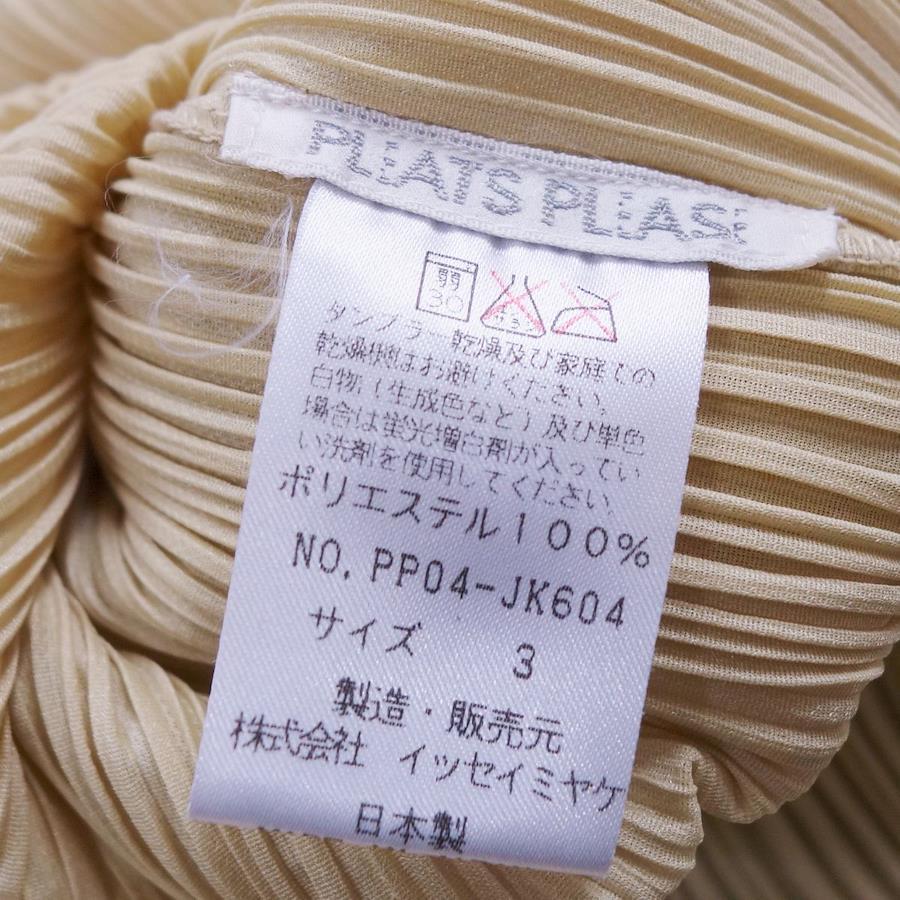 PLEATS PLEASE
弱
30
エンソ
タンブラー乾燥及び家庭での
乾燥機はお避けください。
白物(生成色など)及び単色
場合は蛍光増白剤が入ってい
い洗剤を使用してください。
ポリエステル100%
NO. PP04-JK604
サイズ 3
製造・販売元
株式会社 イッセイミヤケ
日本製